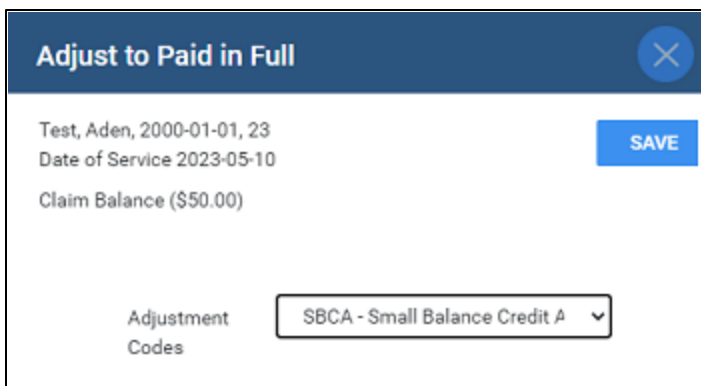 Adjust to Paid in Full
Test, Aden, 2000-01-01, 23
SAVE
Date of Service 2023-05-10
Claim Balance ($50.00)
Adjustment
Codes
SBCA - Small Balance Credit A